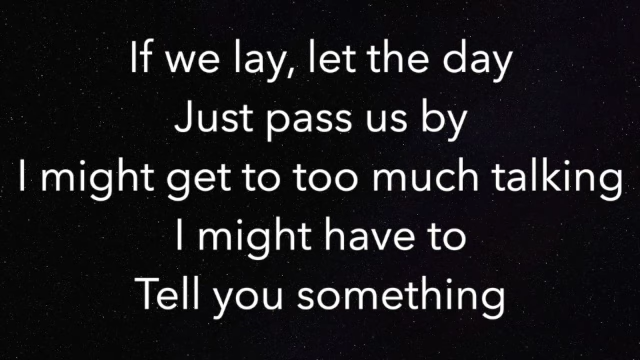 If we lay, let the day
Just pass us by
I might get to too much talking
I might have to
Tell you something